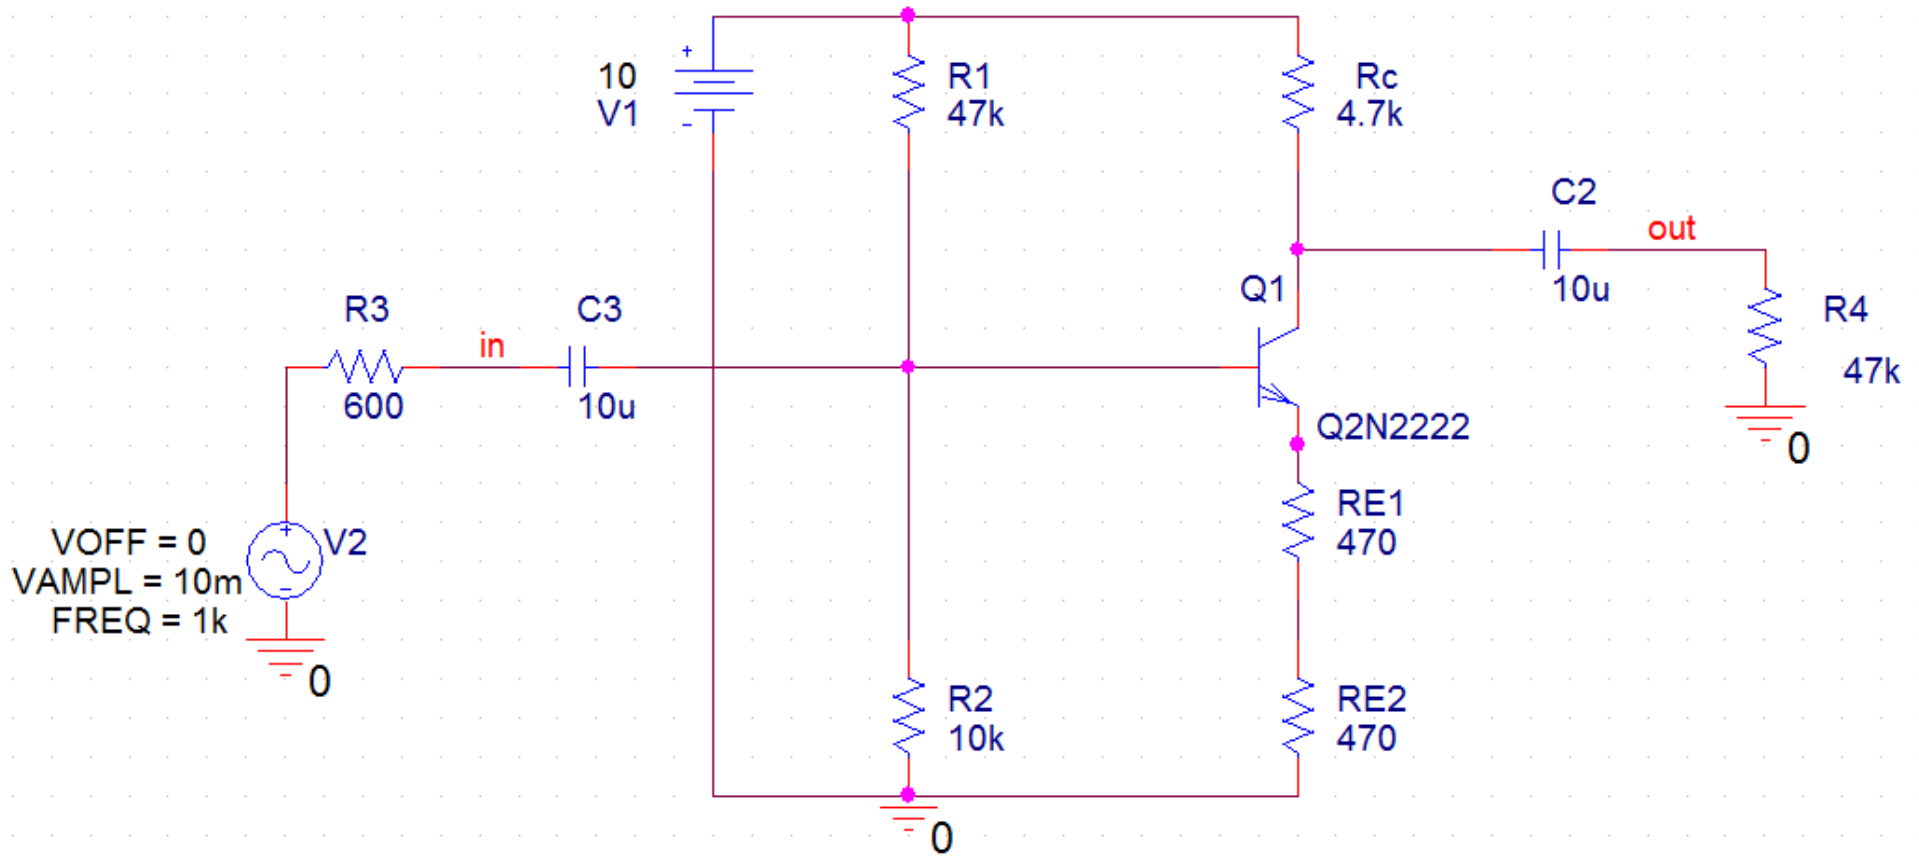 10
V1
+
-
R1
47k
Rc
4.7k
C2
10u
out
R4
47k
0
R3
600
in
C3
10u
Q1
Q2N2222
RE1
470
VOFF = 0
VAMPL = 10m
FREQ = 1k
V2
+
-
0
R2
10k
RE2
470
0